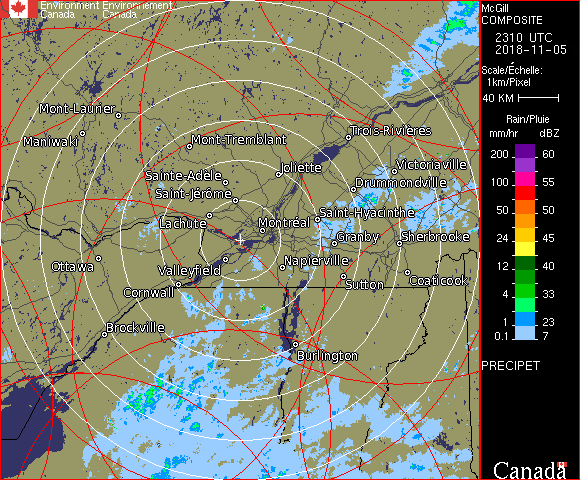 Environment Environnement
Canada Canada
Mont-Laurier
Maniwaki
Mont-Tremblant
Trois-Rivières
Victoriaville
Sainte-Adèle
Joliette
Drummondville
Saint-Jérôme
Lachute
Montréal
Saint-Hyacinthe
Granby
Sherbrooke
Ottawa
Valleyfield
Napierville
Cornwall
Sutton
Coaticook
Brockville
Burlington
McGill
COMPOSITE
2310 UTC
2018-11-05
Scale/Échelle:
1km/Pixel
40 KM
Rain/Pluie
mm/hr dBZ
200 60
100 55
50 50
24 45
12 40
4 33
1 23
0.1 7
PRECIPET
Canada